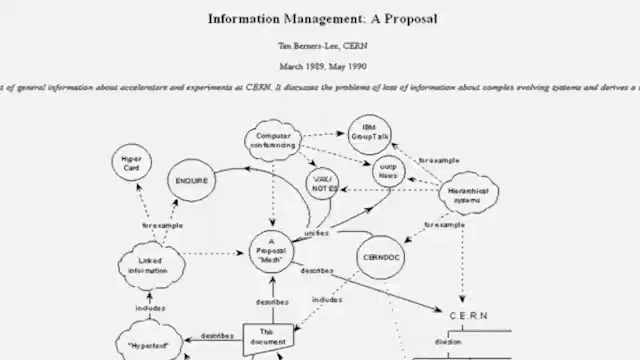 Information Management: A Proposal
Tim Berners-Lee, CERN
March 1989, May 1990
of general information about accelerators and experiments at CERN. It discusses the problems of loss of information about complex evolving systems and derives a
Computer
conferencing
IBM
GroupTalk
Hyper
Card
ENQUIRE
VAX/
NOTES
uucp
News
for example
Hierarchical
systems
for example
unifies
for example
A
Proposal
"Mesh"
CERNDOC
Linked
information
describes
includes
describes
includes
C.E.R.N
This
document
describes
"Hypertext"
division